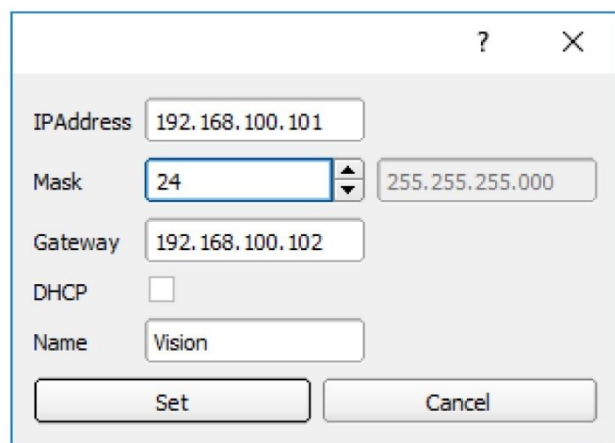 ?
IPAddress 192.168.100.101
Mask 24 255.255.255.000
Gateway 192.168.100.102
DHCP
Name Vision
Set Cancel